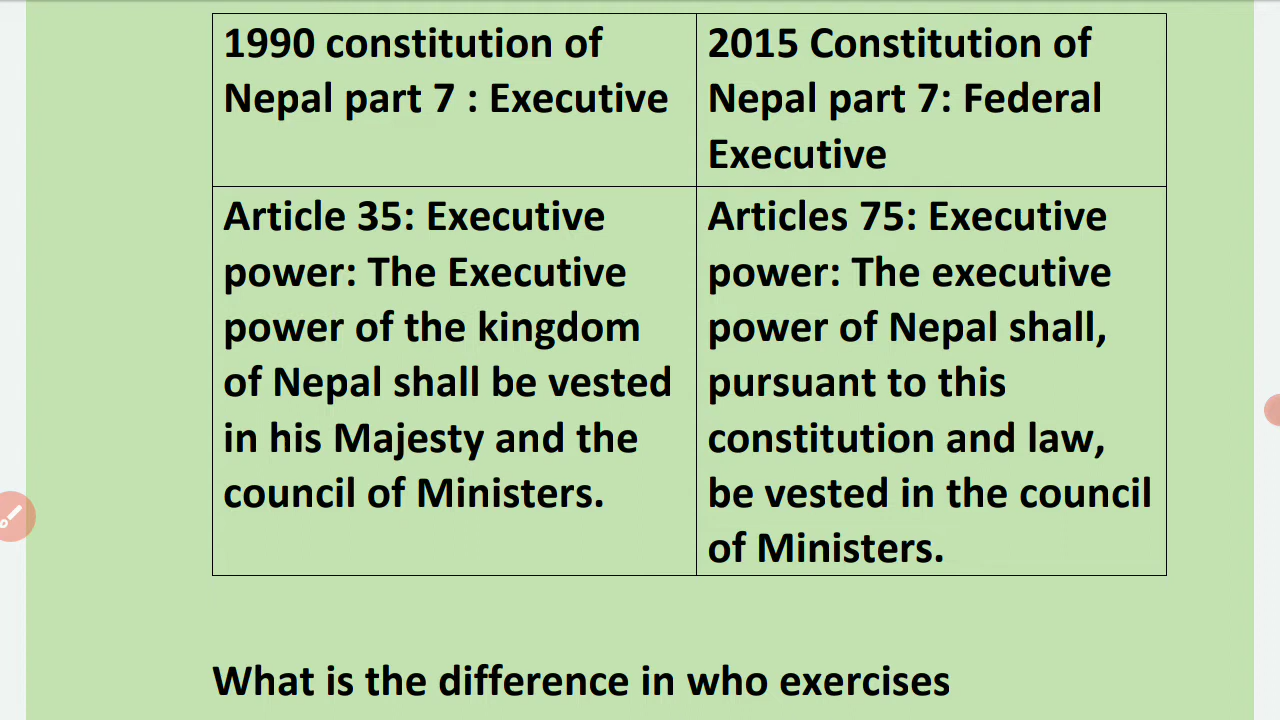 1990 constitution of
Nepal part 7 : Executive
2015 Constitution of
Nepal part 7: Federal
Executive
Article 35: Executive
power: The Executive
power of the kingdom
of Nepal shall be vested
in his Majesty and the
council of Ministers.
Articles 75: Executive
power: The executive
power of Nepal shall,
pursuant to this
constitution and law,
be vested in the council
of Ministers.
What is the difference in who exercises